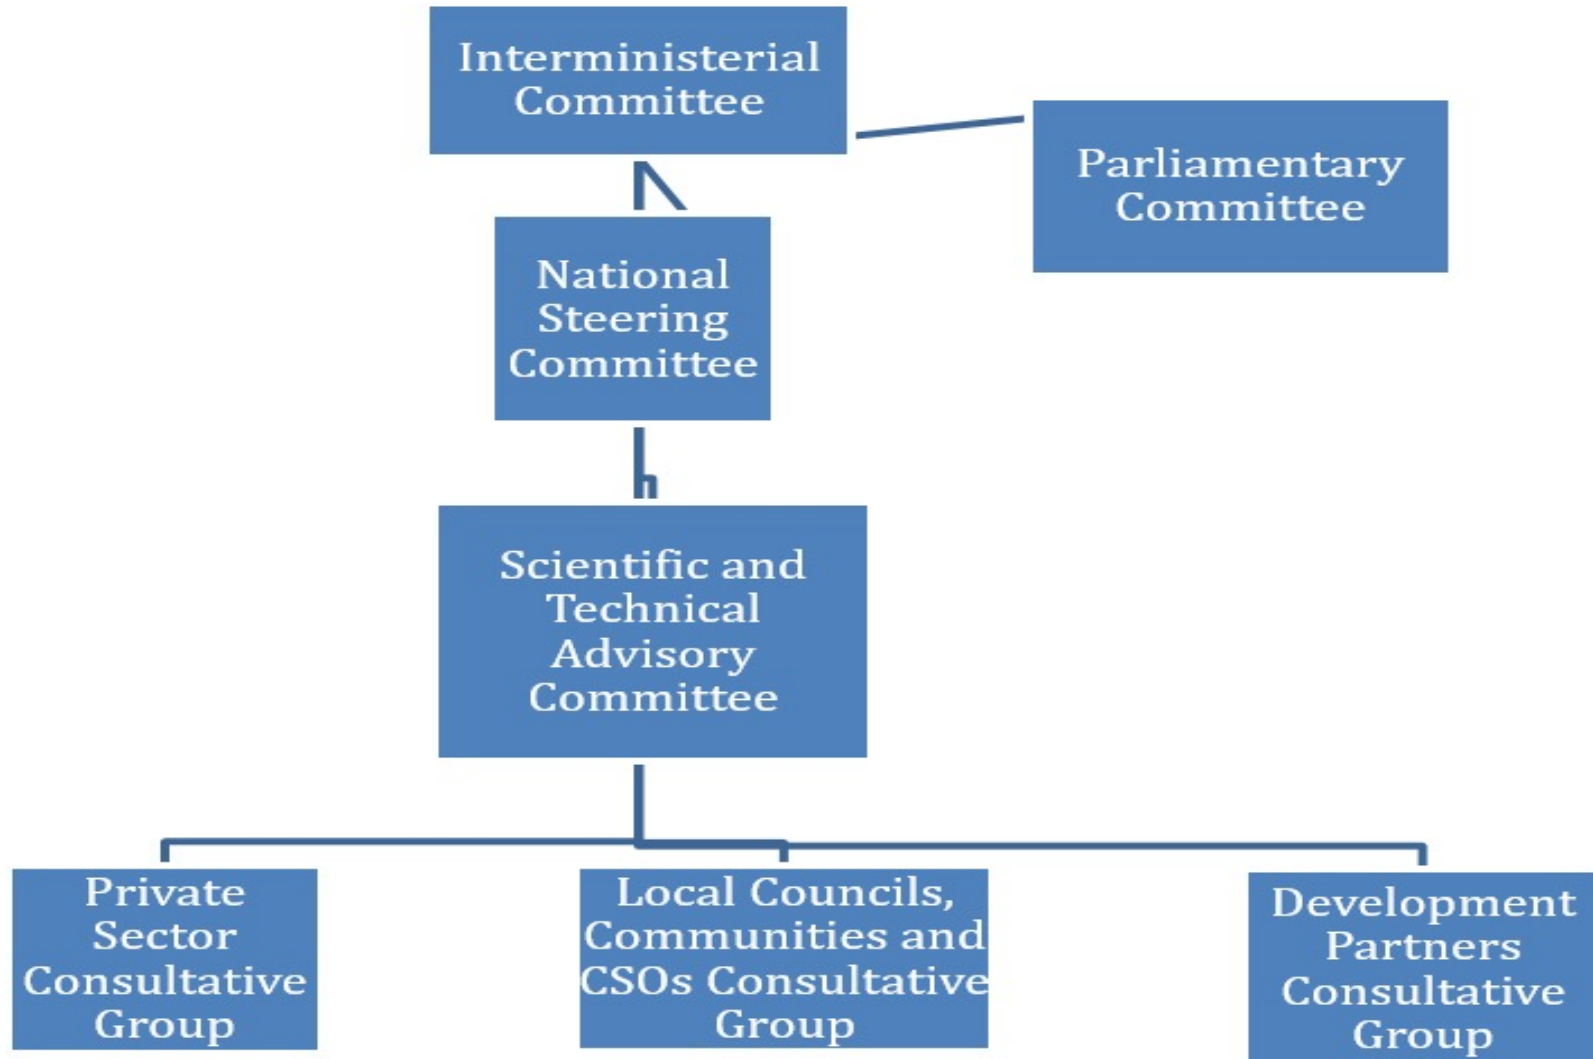 Interministerial
Committee
Parliamentary
Committee
National
Steering
Committee
Scientific and
Technical
Advisory
Committee
Private
Sector
Consultative
Group
Local Councils,
Communities and
CSOs Consultative
Group
Development
Partners
Consultative
Group